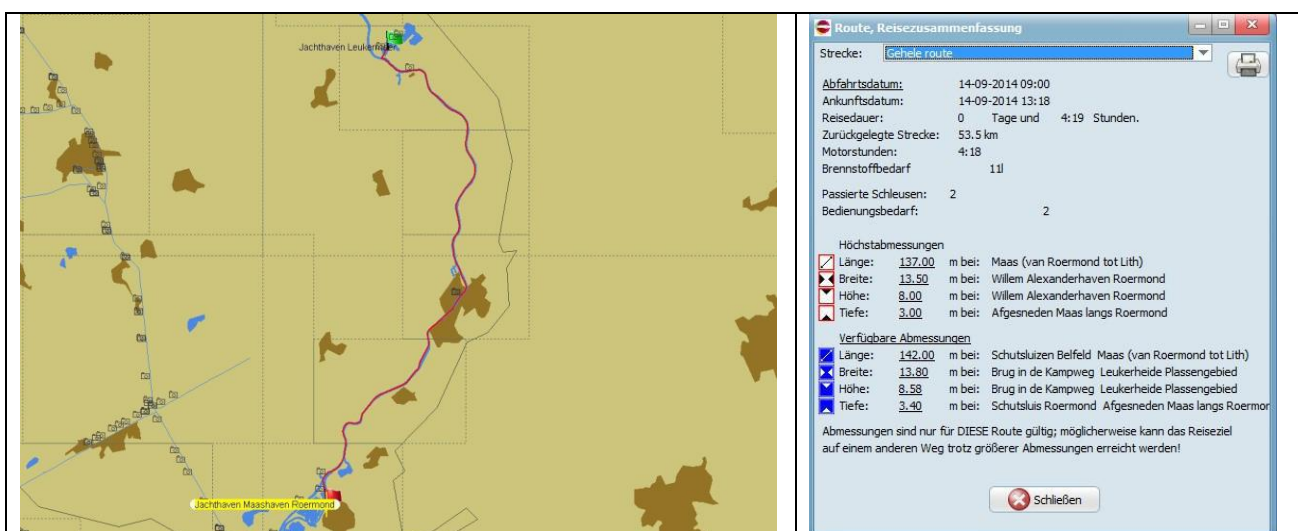 Jachthaven Leukermeer
Jachthaven Maashaven Roermond
Route, Reisezusammenfassung
Strecke: Gehele route
Abfahrtsdatum: 14-09-2014 09:00
Ankunftsdatum: 14-09-2014 13:18
Reisedauer: 0 Tage und 4:19 Stunden.
Zurückgelegte Strecke: 53.5 km
Motorstunden: 4:18
Brennstoffbedarf 11l
Passierte Schleusen: 2
Bedienungsbedarf: 2
Höchstabmessungen
Länge: 137.00 m bei: Maas (van Roermond tot Lith)
Breite: 13.50 m bei: Willem Alexanderhaven Roermond
Höhe: 8.00 m bei: Willem Alexanderhaven Roermond
Tiefe: 3.00 m bei: Afgesneden Maas langs Roermond
Verfügbare Abmessungen
Länge: 142.00 m bei: Schutsluizen Belfeld Maas (van Roermond tot Lith)
Breite: 13.80 m bei: Brug in de Kampweg Leukerheide Plassengebied
Höhe: 8.58 m bei: Brug in de Kampweg Leukerheide Plassengebied
Tiefe: 3.40 m bei: Schutsluis Roermond Afgesneden Maas langs Roermor
Abmessungen sind nur für DIESE Route gültig; möglicherweise kann das Reiseziel
auf einem anderen Weg trotz größerer Abmessungen erreicht werden!
Schließen